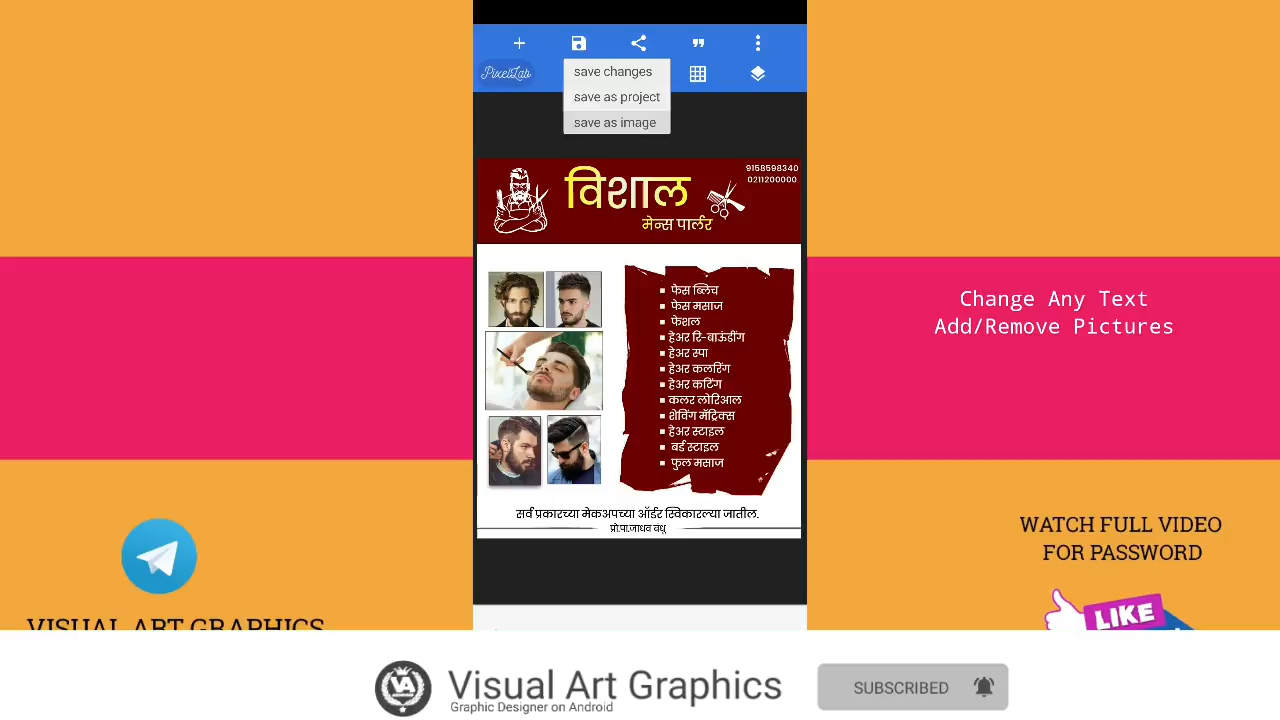 PixelLab
save changes
save as project
save as image
9158598340
0211200000
विशाल
मेन्स पार्लर
फेस ब्लिच
फेस मसाज
फेशल
हेअर रि-बाऊंडींग
हेअर स्पा
हेअर कलरिंग
हेअर कटिंग
कलर लोरिआल
शेविंग मॅट्रिक्स
हेअर स्टाइल
बर्ड स्टाइल
फुल मसाज
सर्व प्रकारच्या मेकअपच्या ऑर्डर स्विकारल्या जातील.
प्रो.पा.जाधव बंधू
Change Any Text
Add/Remove Pictures
WATCH FULL VIDEO
FOR PASSWORD
LIKE
VISUAL ART GRAPHICS
VA
Visual Art Graphics
Graphic Designer on Android
SUBSCRIBED